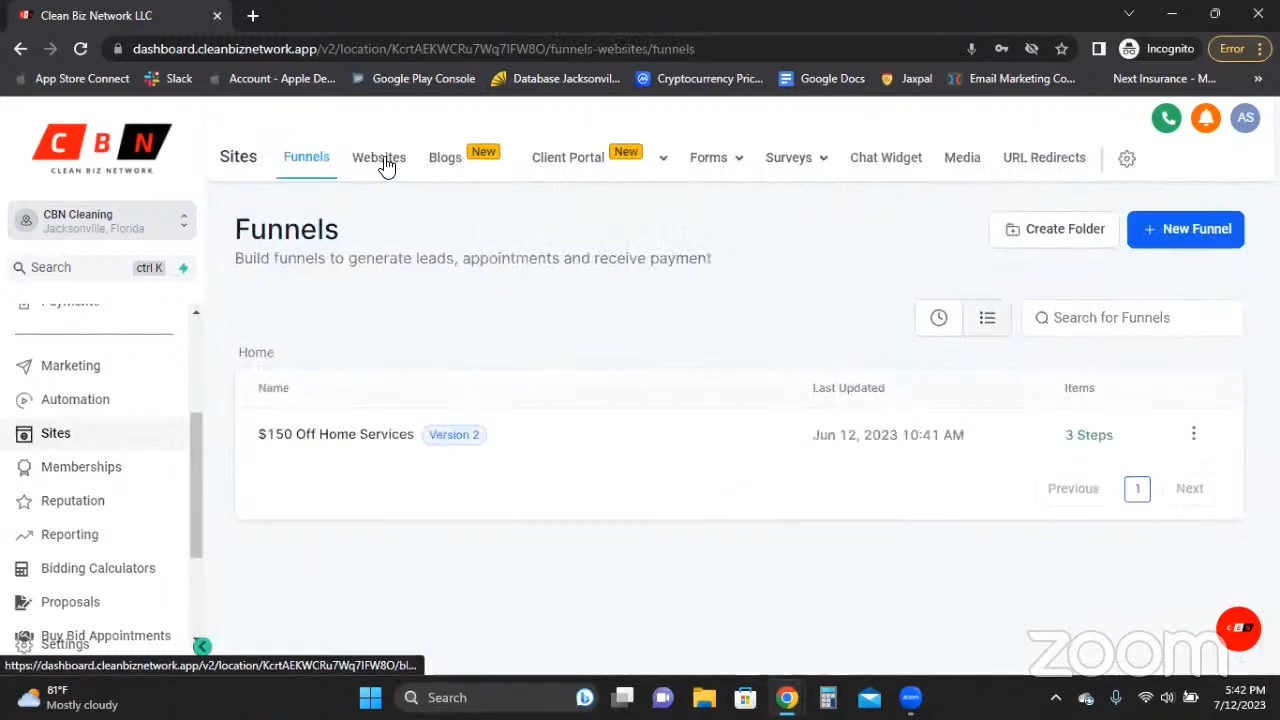 Clean Biz Network LLC
dashboard.cleanbiznetwork.app/v2/location/KcrtAEKWCRu7Wq7IFW8O/funnels-websites/funnels
Incognito
Error
App Store Connect
Slack
Account - Apple De...
Google Play Console
Database Jacksonvil...
Cryptocurrency Pric...
Google Docs
Jaxpal
Email Marketing Co...
Next Insurance - M...
»
CBN
CLEAN BIZ NETWORK
AS
Sites
Funnels
Websites
Blogs
New
Client Portal
New
Forms
Surveys
Chat Widget
Media
URL Redirects
CBN Cleaning
Jacksonville, Florida
Search
ctrl K
Funnels
Build funnels to generate leads, appointments and receive payment
Create Folder
+ New Funnel
Search for Funnels
Home
Name
Last Updated
Items
$150 Off Home Services
Version 2
Jun 12, 2023 10:41 AM
3 Steps
Previous
1
Next
Payments
Marketing
Automation
Sites
Memberships
Reputation
Reporting
Bidding Calculators
Proposals
Buy Bid Appointments
Settings
CBN
zoom
https://dashboard.cleanbiznetwork.app/v2/location/KcrtAEKWCRu7Wq7IFW8O/bl...
81°F
Mostly cloudy
Search
zoom
5:42 PM
7/12/2023